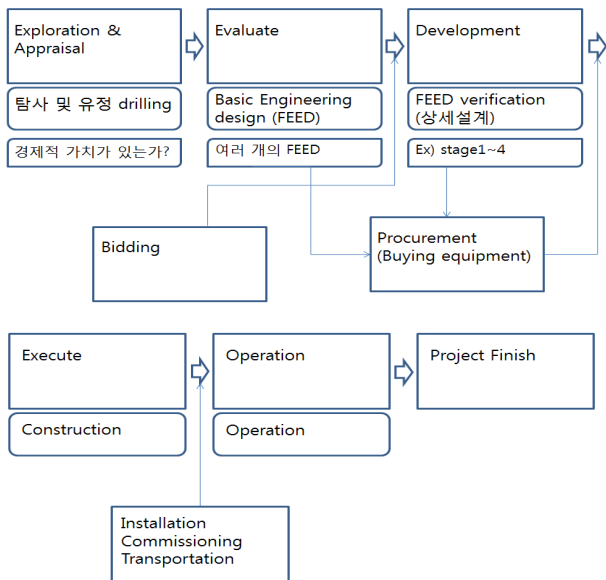 Exploration &
Appraisal
Evaluate
Development
탐사 및 유정 drilling
Basic Engineering
design (FEED)
FEED verification
(상세설계)
경제적 가치가 있는가?
여러 개의 FEED
Ex) stage1~4
Bidding
Procurement
(Buying equipment)
Execute
Operation
Project Finish
Construction
Operation
Installation
Commissioning
Transportation